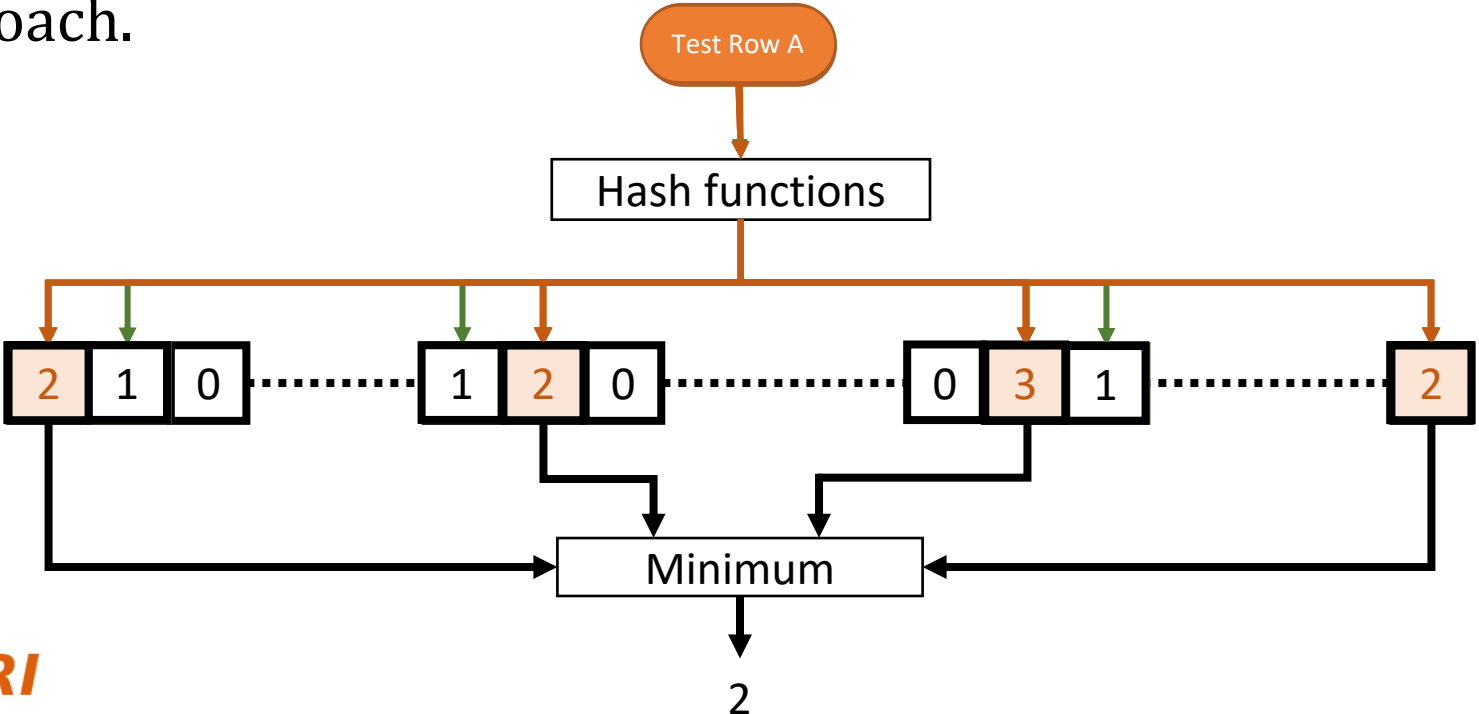 oach.
Test Row A
Hash functions
2 1 0 1 2 0 0 3 1 2
Minimum
RI
2